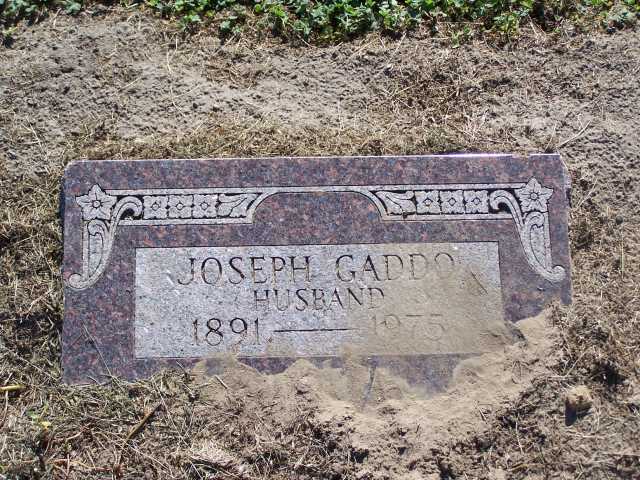 JOSEPH GADDO
HUSBAND
1891 — 1975